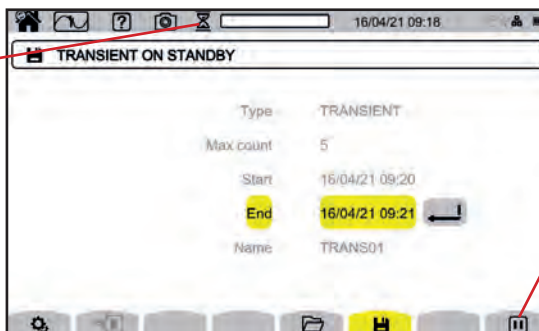 ? 16/04/21 09:18
TRANSIENT ON STANDBY
Type TRANSIENT
Max count 5
Start 16/04/21 09:20
End 16/04/21 09:21
Name TRANS01